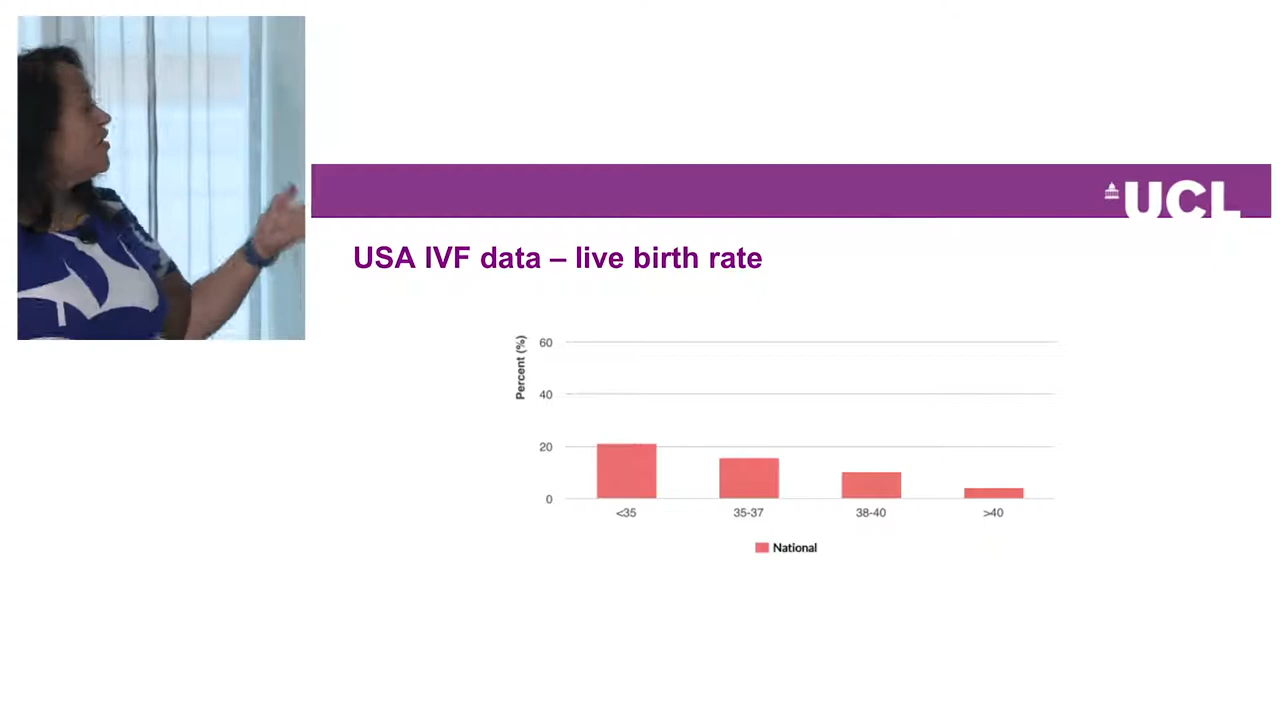 UCL
USA IVF data – live birth rate
Percent (%)
60
40
20
0
<35
35-37
38-40
>40
National